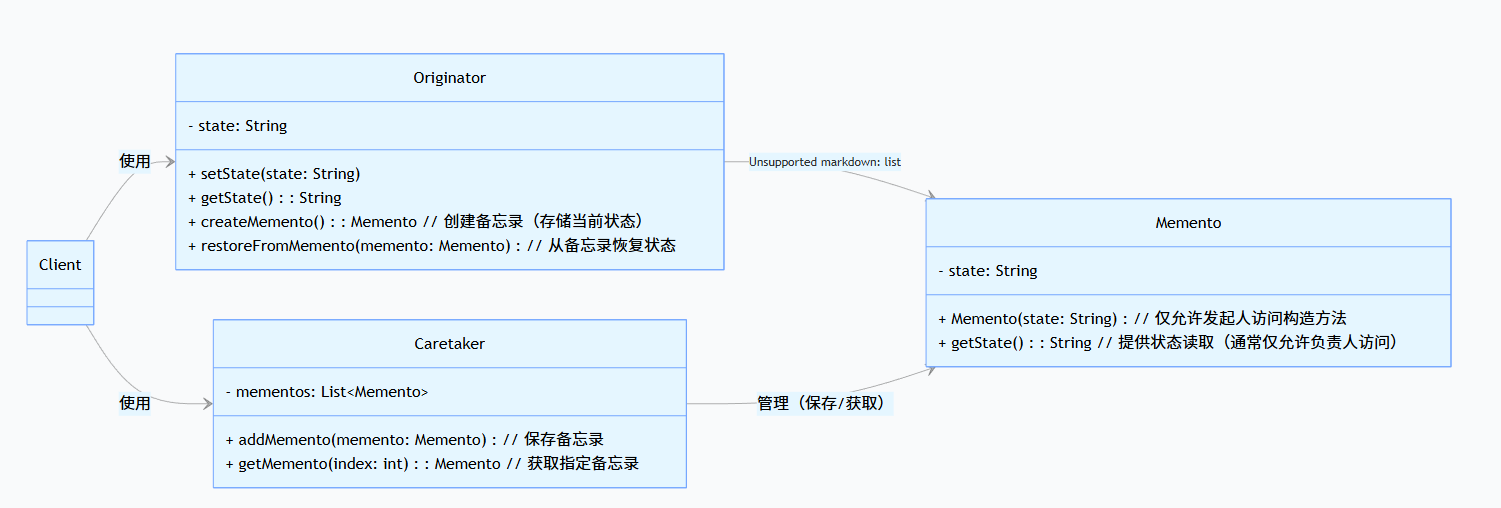 Originator
- state: String
+ setState(state: String)
+ getState() : : String
+ createMemento() : : Memento // 创建备忘录（存储当前状态）
+ restoreFromMemento(memento: Memento) : // 从备忘录恢复状态
使用
Unsupported markdown: list
Client
使用
Caretaker
- mementos: List<Memento>
+ addMemento(memento: Memento) : // 保存备忘录
+ getMemento(index: int) : : Memento // 获取指定备忘录
管理（保存/获取）
Memento
- state: String
+ Memento(state: String) : // 仅允许发起人访问构造方法
+ getState() : : String // 提供状态读取（通常仅允许负责人访问）